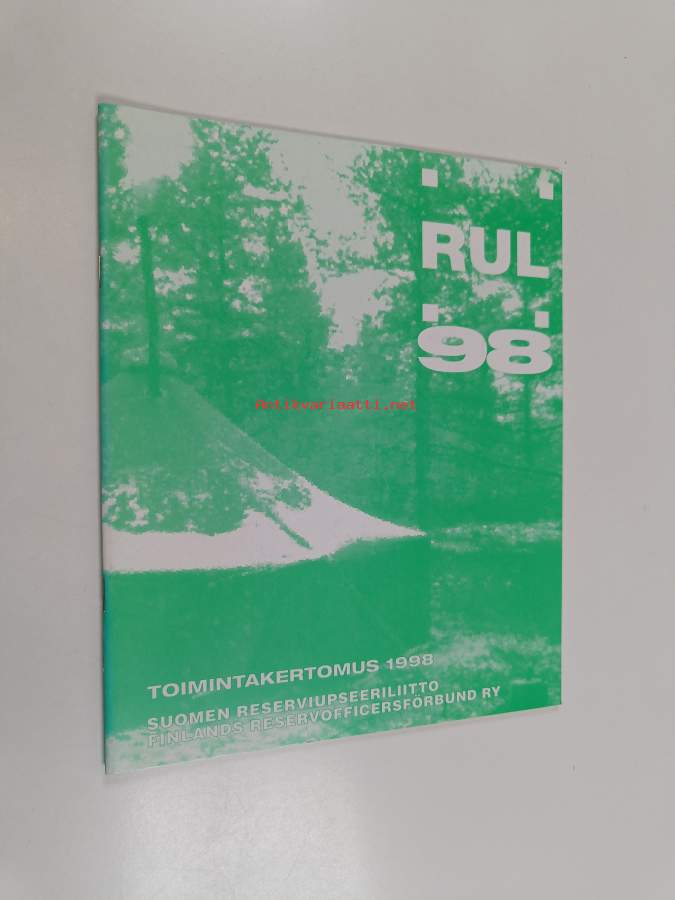 RUL
98
Antikvariaatti.net
TOIMINTAKERTOMUS 1998
SUOMEN RESERVIUPSEERILIITTO
FINLANDS RESERVOFFICERSFÖRBUND RY